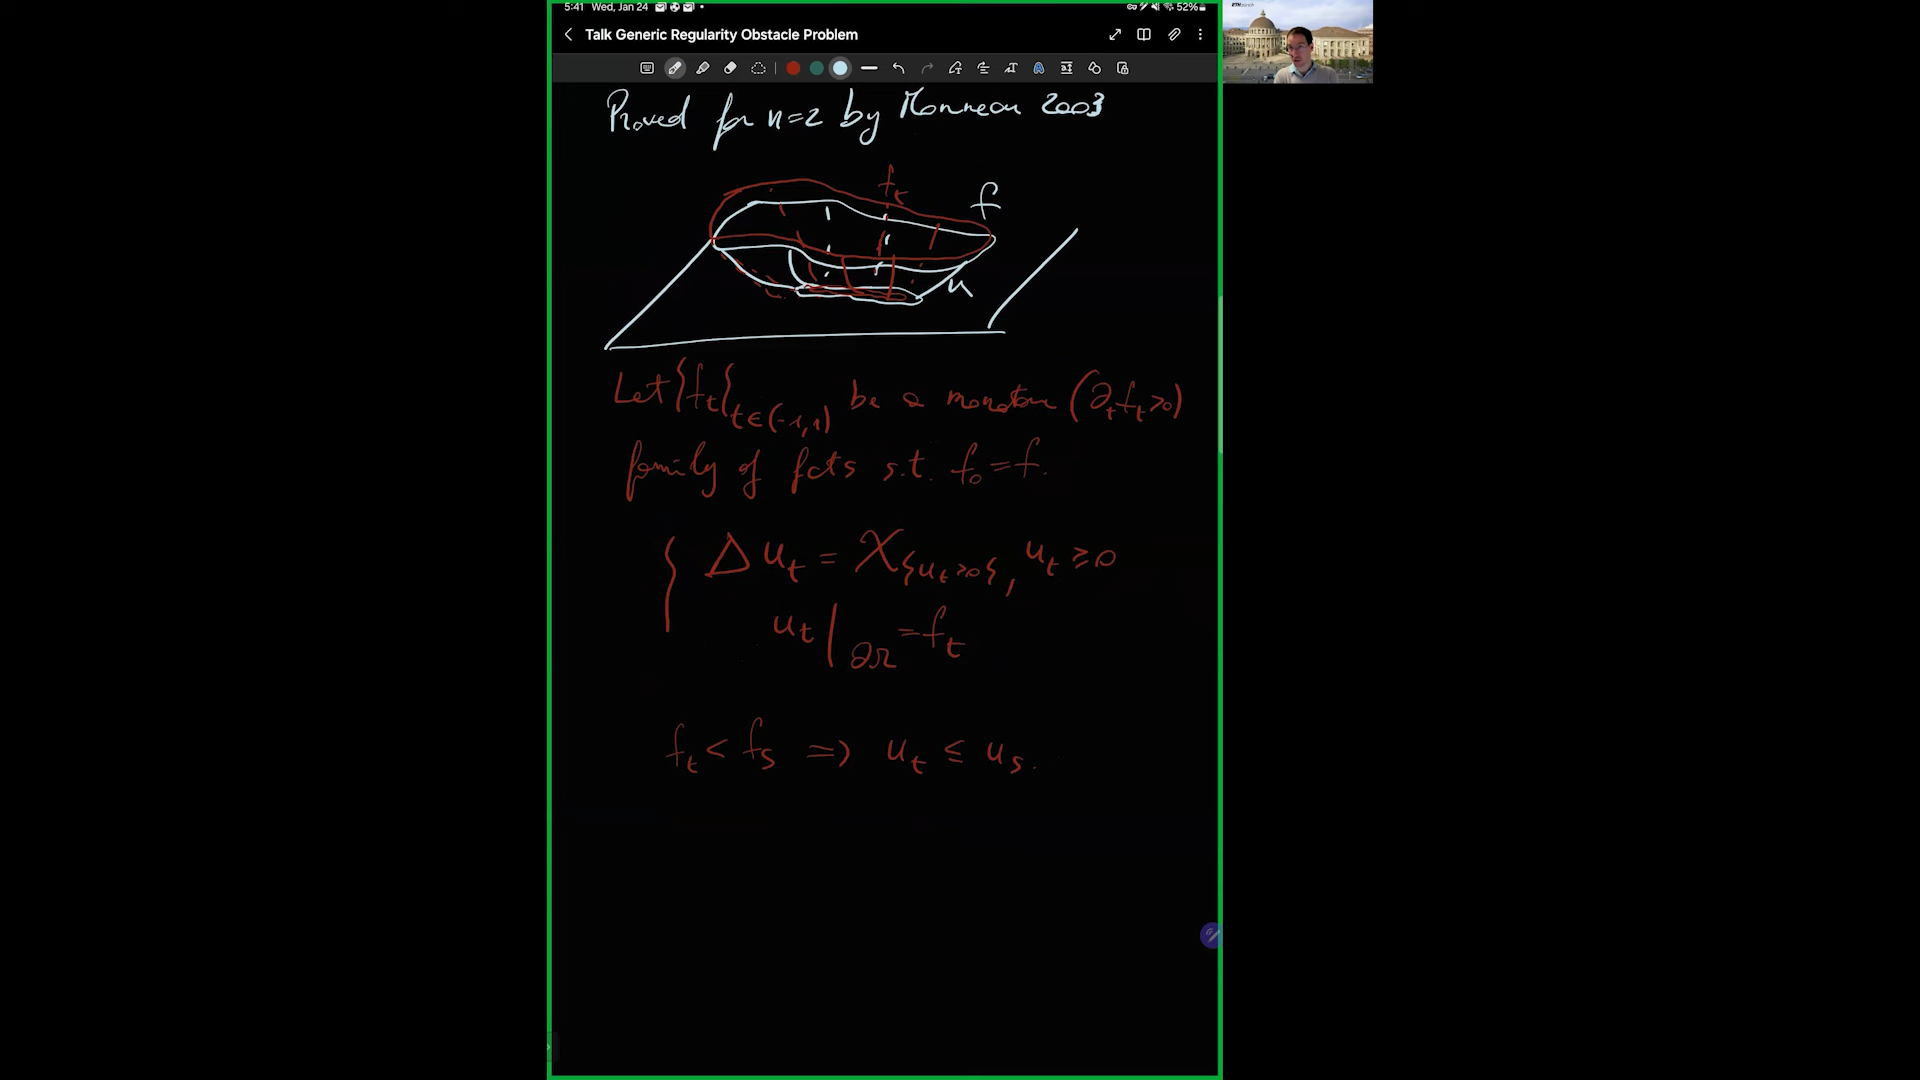 5:41 Wed, Jan 24
52%
Talk Generic Regularity Obstacle Problem
Proved for n=2 by Monneau 2003
f_t
f
u
Let {f_t}_{t∈(-1,1)} be a monotone (∂_t f_t>0)
family of fcts s.t. f_0=f.
Δu_t = χ_{u_t>0}, u_t ≥ 0
u_t|_{∂Ω} = f_t
f_t < f_s ⇒ u_t ≤ u_s.
ETH zürich